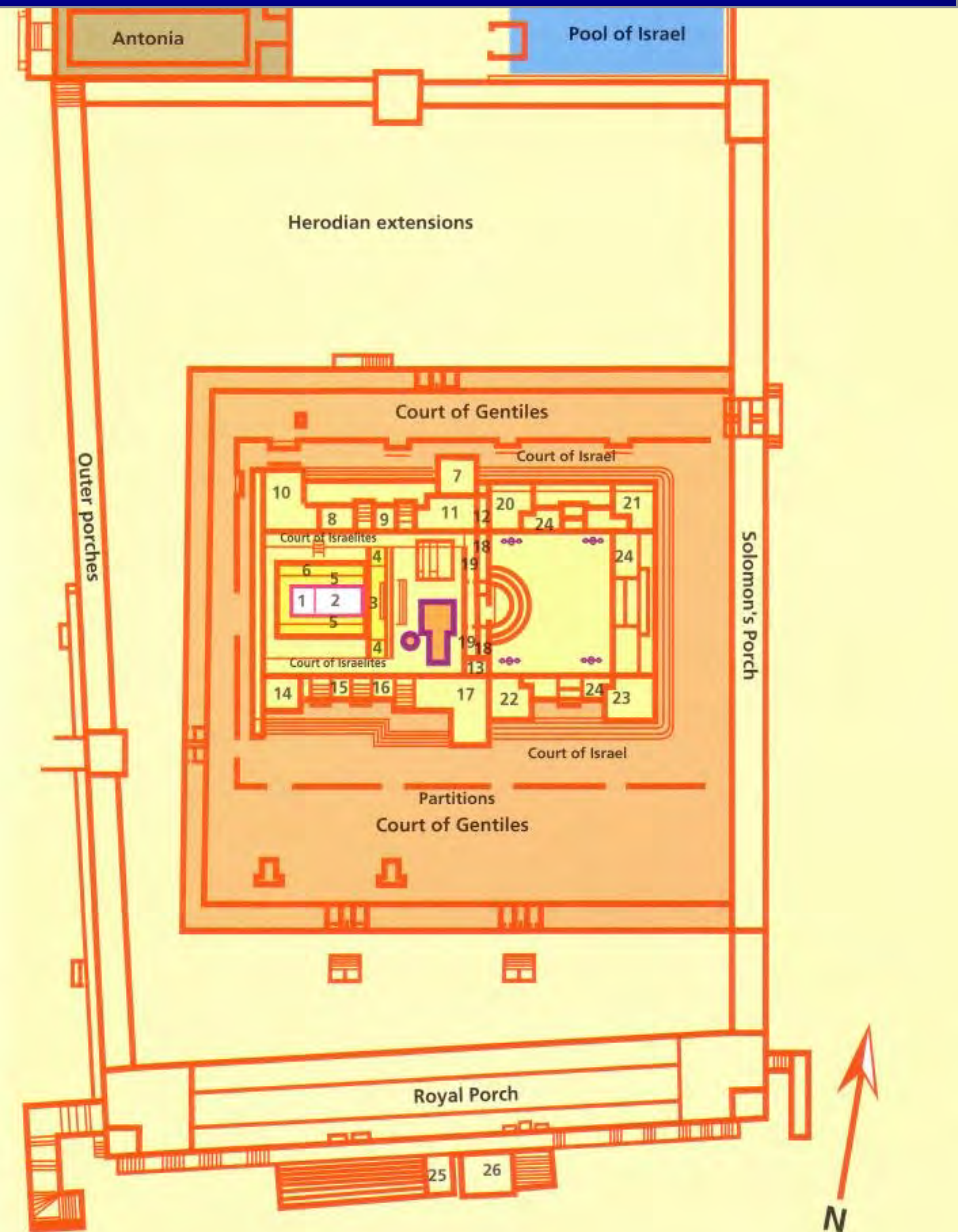 Antonia
Pool of Israel
Herodian extensions
Court of Gentiles
Court of Israel
7
10
20
21
8
9
11
12
24
Court of Israelites
18
24
4
19
6
5
1
2
3
5
4
19
18
Court of Israelites
13
14
15
16
17
22
24
23
Court of Israel
Outer porches
Solomon's Porch
Partitions
Court of Gentiles
Royal Porch
25
26
N